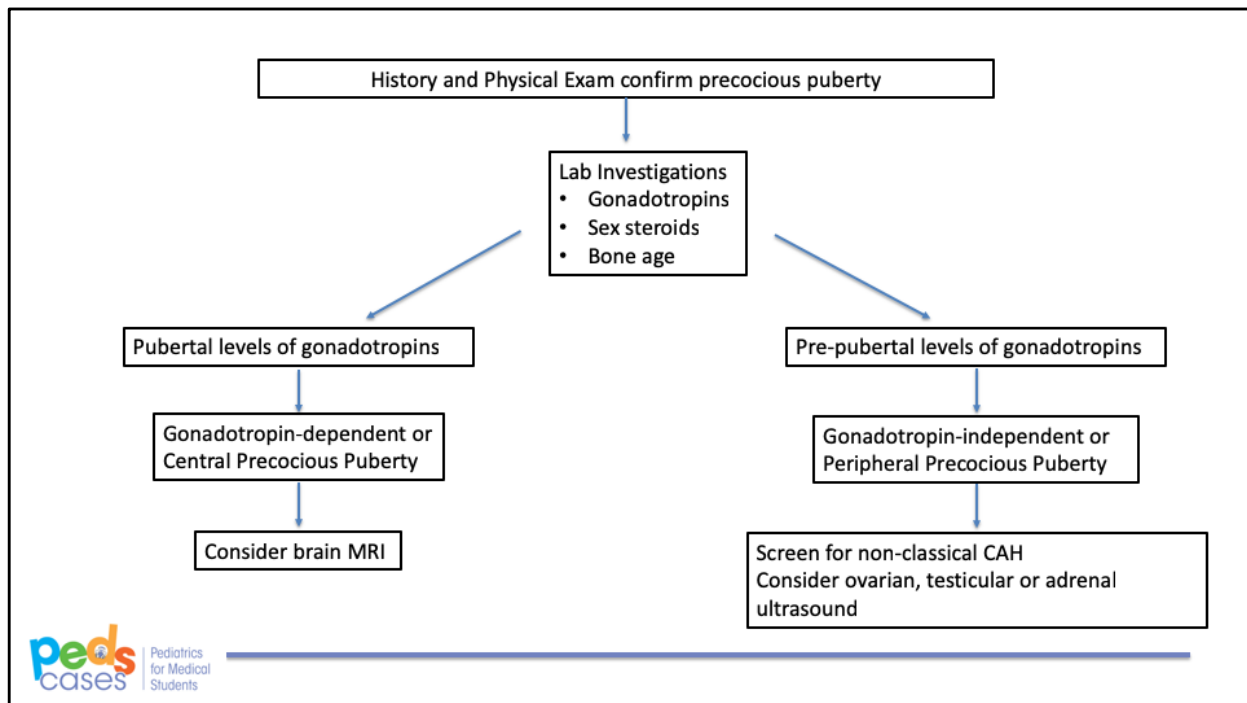 History and Physical Exam confirm precocious puberty
Lab Investigations
• Gonadotropins
• Sex steroids
• Bone age
Pubertal levels of gonadotropins
Pre-pubertal levels of gonadotropins
Gonadotropin-dependent or
Central Precocious Puberty
Gonadotropin-independent or
Peripheral Precocious Puberty
Consider brain MRI
Screen for non-classical CAH
Consider ovarian, testicular or adrenal
ultrasound
peds
cases
Pediatrics
for Medical
Students